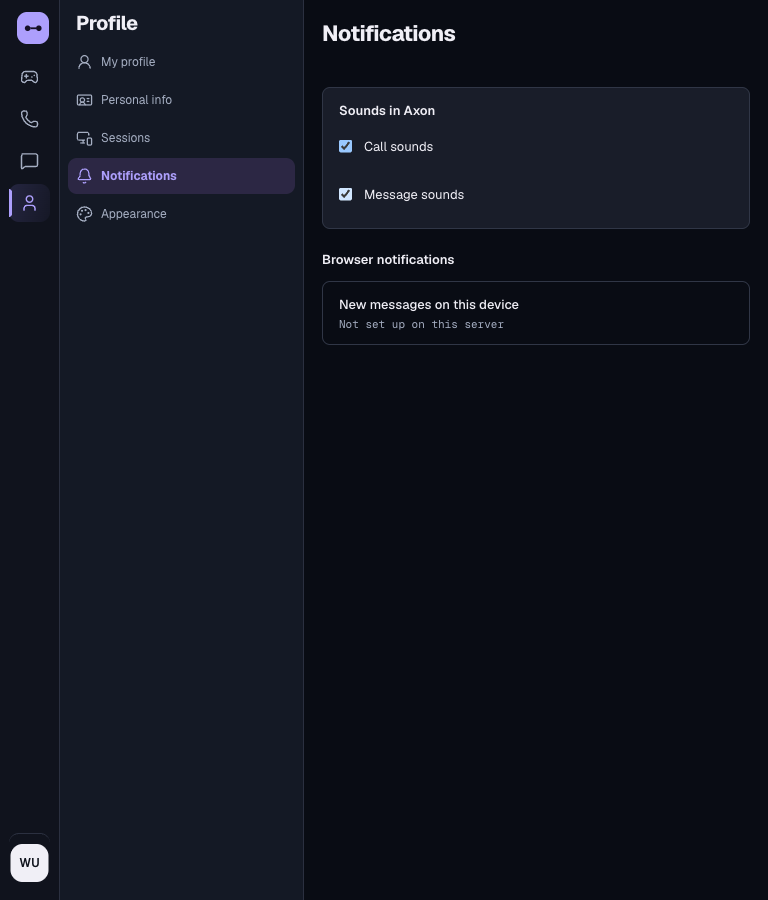 Profile
My profile
Personal info
Sessions
Notifications
Appearance
WU
Notifications
Sounds in Axon
Call sounds
Message sounds
Browser notifications
New messages on this device
Not set up on this server